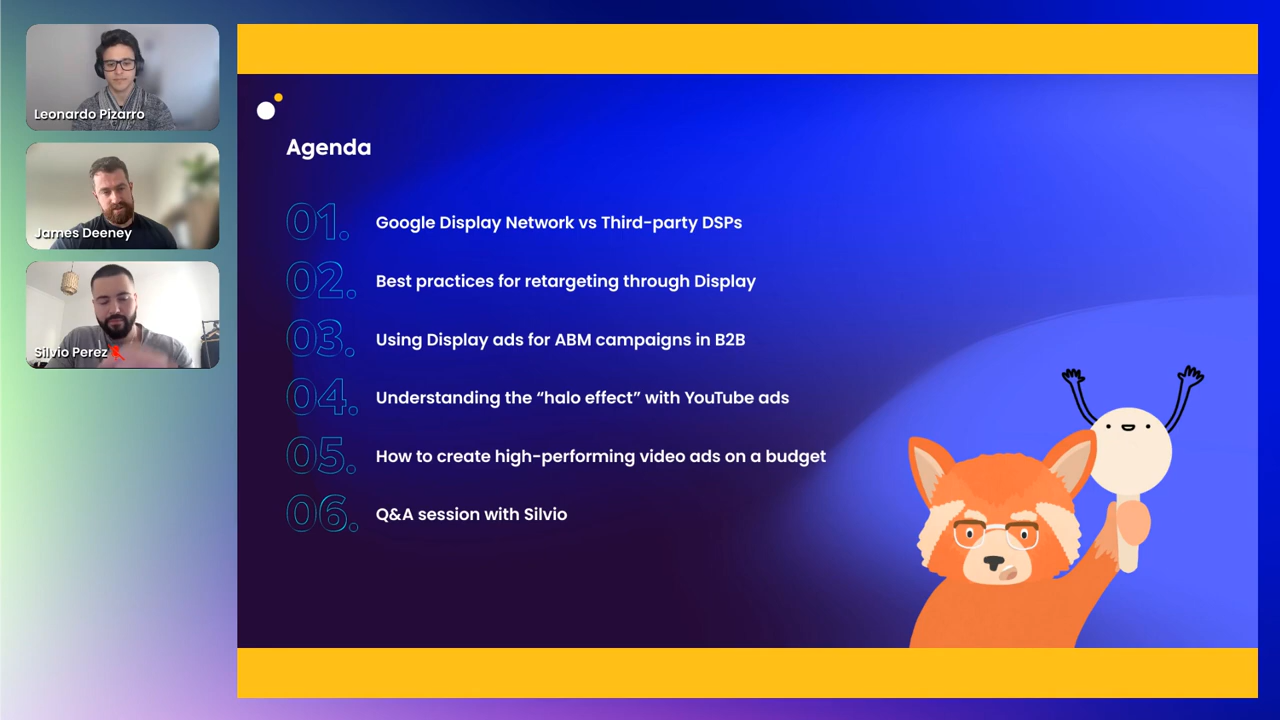 Leonardo Pizarro
James Deeney
Silvio Perez
Agenda
01. Google Display Network vs Third-party DSPs
02. Best practices for retargeting through Display
03. Using Display ads for ABM campaigns in B2B
04. Understanding the “halo effect” with YouTube ads
05. How to create high-performing video ads on a budget
06. Q&A session with Silvio